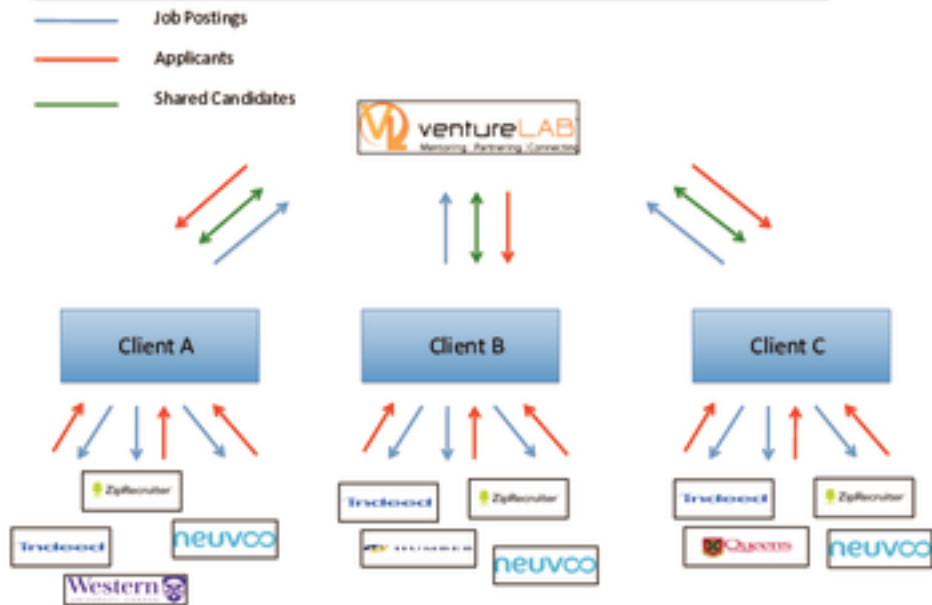 Job Postings
Applicants
Shared Candidates
ventureLAB
Mentoring Partnering Connecting
Client A
Client B
Client C
ZipRecruiter
indeed
neuvoo
Western
indeed
ZipRecruiter
HUMBER
neuvoo
indeed
ZipRecruiter
Queens
neuvoo